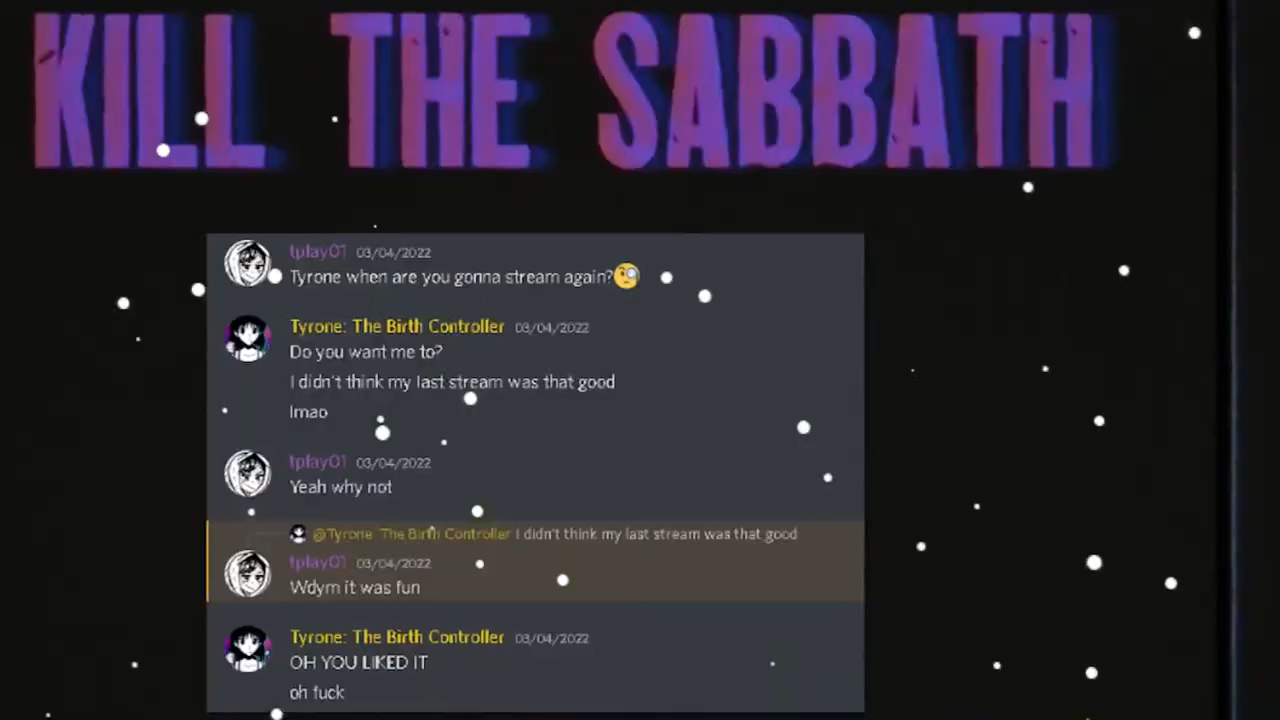 KILL THE SABBATH
tplay01 03/04/2022
Tyrone when are you gonna stream again?🧐
Tyrone: The Birth Controller 03/04/2022
Do you want me to?
I didn't think my last stream was that good
lmao
tplay01 03/04/2022
Yeah why not
@Tyrone: The Birth Controller I didn't think my last stream was that good
tplay01 03/04/2022
Wdym it was fun
Tyrone: The Birth Controller 03/04/2022
OH YOU LIKED IT
oh fuck